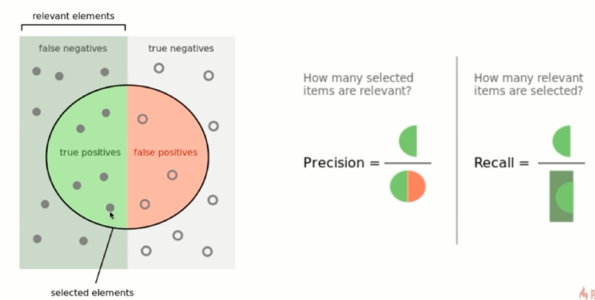 relevant elements
false negatives
true negatives
true positives
false positives
selected elements
How many selected
items are relevant?
Precision =
How many relevant
items are selected?
Recall =